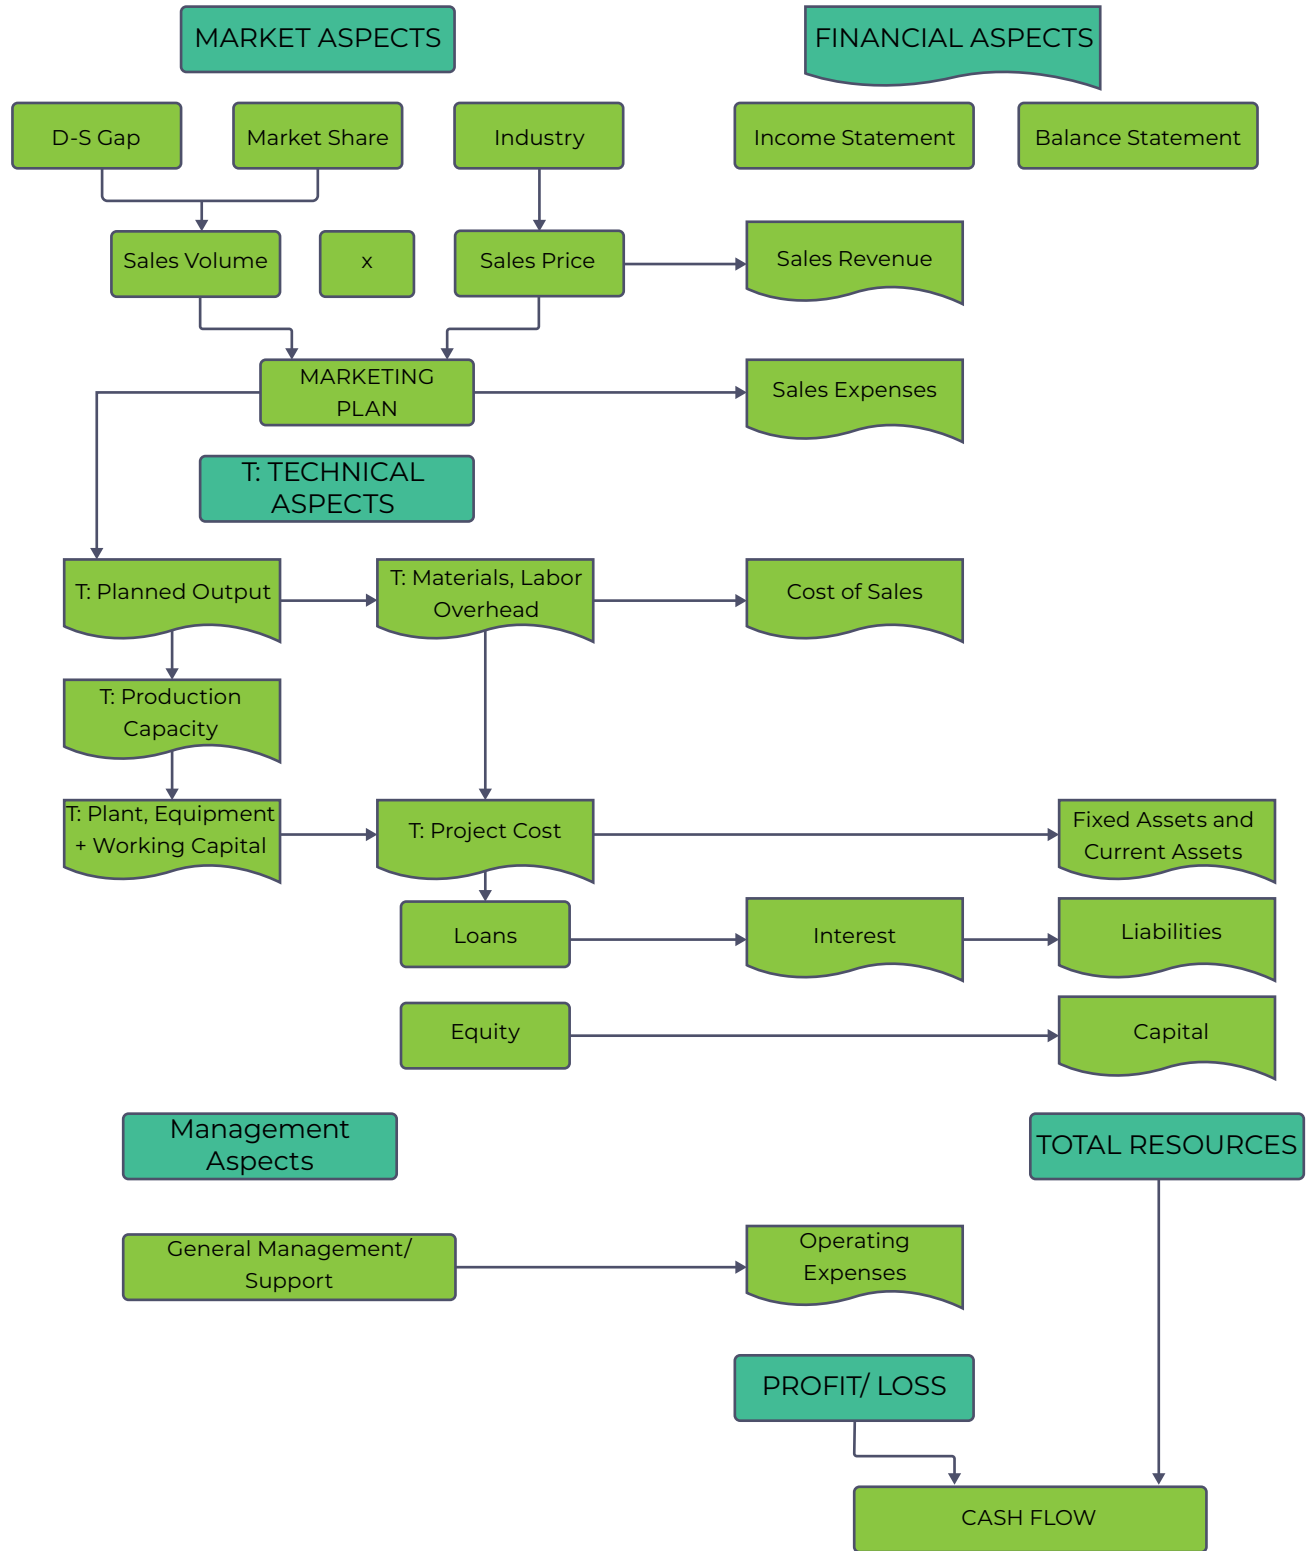 MARKET ASPECTS
FINANCIAL ASPECTS
D-S Gap
Market Share
Industry
Income Statement
Balance Statement
Sales Volume
x
Sales Price
Sales Revenue
MARKETING
PLAN
Sales Expenses
T: TECHNICAL
ASPECTS
T: Planned Output
T: Materials, Labor
Overhead
Cost of Sales
T: Production
Capacity
T: Plant, Equipment
+ Working Capital
T: Project Cost
Fixed Assets and
Current Assets
Loans
Interest
Liabilities
Equity
Capital
Management
Aspects
TOTAL RESOURCES
General Management/
Support
Operating
Expenses
PROFIT/ LOSS
CASH FLOW